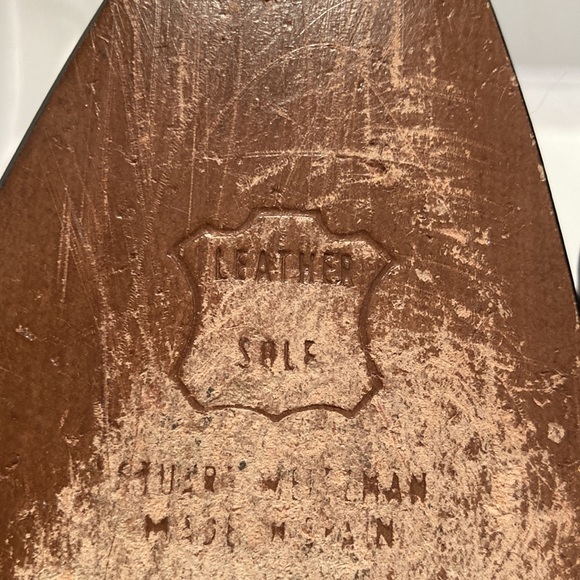 LEATHER
SOLE
STUART WEITZMAN
MADE IN SPAIN